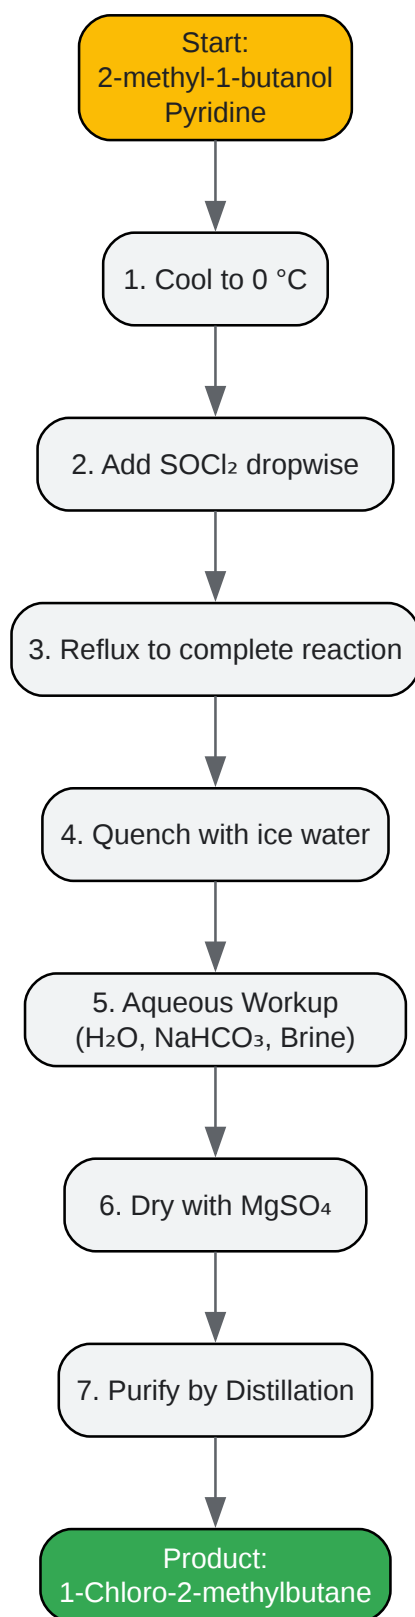 Start:
2-methyl-1-butanol
Pyridine
1. Cool to 0 °C
2. Add SOCl₂ dropwise
3. Reflux to complete reaction
4. Quench with ice water
5. Aqueous Workup
(H₂O, NaHCO₃, Brine)
6. Dry with MgSO₄
7. Purify by Distillation
Product:
1-Chloro-2-methylbutane